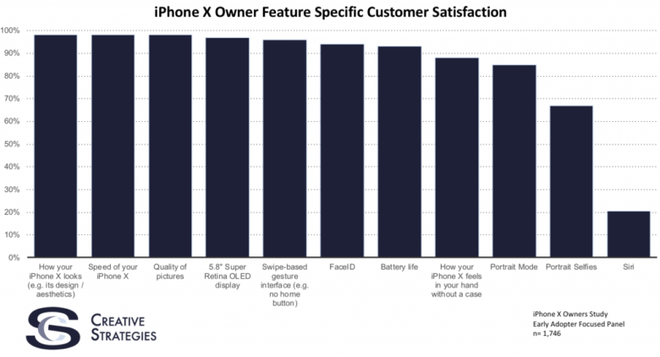 iPhone X Owner Feature Specific Customer Satisfaction
100%
90%
80%
70%
60%
50%
40%
30%
20%
10%
0%
How your
iPhone X looks
(e.g. its design /
aesthetics)
Speed of your
iPhone X
Quality of
pictures
5.8" Super
Retina OLED
display
Swipe-based
gesture
interface (e.g.
no home
button)
FaceID
Battery life
How your
iPhone X feels
in your hand
without a case
Portrait Mode
Portrait Selfies
Siri
CREATIVE
STRATEGIES
iPhone X Owners Study
Early Adopter Focused Panel
n= 1,746